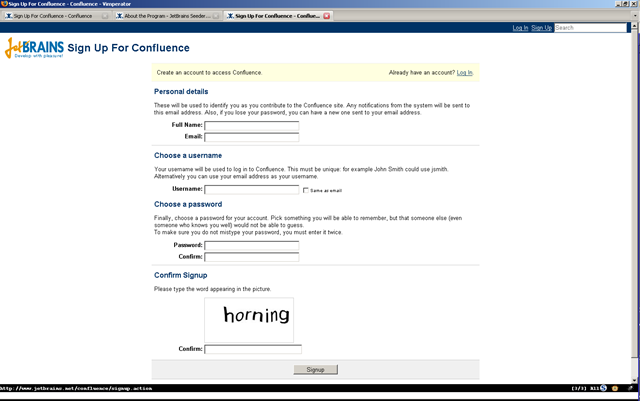 Sign Up For Confluence - Confluence - Vimperator
Sign Up For Confluence - Confluence
About the Program - JetBrains Seeder...
Sign Up For Confluence - Confluenc...
Log In Sign Up Search
JetBRAINS
Develop with pleasure!
Sign Up For Confluence
Create an account to access Confluence.
Already have an account? Log In.
Personal details
These will be used to identify you as you contribute to the Confluence site. Any notifications from the system will be sent to
this email address. Also, if you lose your password, you can have a new one sent to your email address.
Full Name:
Email:
Choose a username
Your username will be used to log in to Confluence. This must be unique: for example John Smith could use jsmith.
Alternatively you can use your email address as your username.
Username:
Same as email
Choose a password
Finally, choose a password for your account. Pick something you will be able to remember, but that someone else (even
someone who knows you well) would not be able to guess.
To make sure you do not mistype your password, you must enter it twice.
Password:
Confirm:
Confirm Signup
Please type the word appearing in the picture.
horning
Confirm:
Signup
http://www.jetbrains.net/confluence/signup.action
[3/3] All